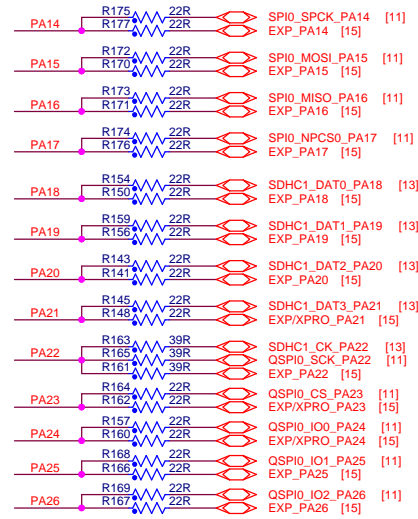 R175 22R SPI0_SPCK_PA14 [11]
PA14 R177 22R EXP_PA14 [15]
R172 22R SPI0_MOSI_PA15 [11]
PA15 R170 22R EXP_PA15 [15]
R173 22R SPI0_MISO_PA16 [11]
PA16 R171 22R EXP_PA16 [15]
R174 22R SPI0_NPCS0_PA17 [11]
PA17 R176 22R EXP_PA17 [15]
R154 22R SDHC1_DAT0_PA18 [13]
PA18 R150 22R EXP_PA18 [15]
R159 22R SDHC1_DAT1_PA19 [13]
PA19 R156 22R EXP_PA19 [15]
R143 22R SDHC1_DAT2_PA20 [13]
PA20 R141 22R EXP_PA20 [15]
R145 22R SDHC1_DAT3_PA21 [13]
PA21 R148 22R EXP/XPRO_PA21 [15]
R163 39R SDHC1_CK_PA22 [13]
PA22 R165 39R QSPI0_SCK_PA22 [11]
R161 39R EXP_PA22 [15]
R164 22R QSPI0_CS_PA23 [11]
PA23 R162 22R EXP/XPRO_PA23 [15]
R157 22R QSPI0_IO0_PA24 [11]
PA24 R160 22R EXP/XPRO_PA24 [15]
R168 22R QSPI0_IO1_PA25 [11]
PA25 R166 22R EXP_PA25 [15]
R169 22R QSPI0_IO2_PA26 [11]
PA26 R167 22R EXP_PA26 [15]